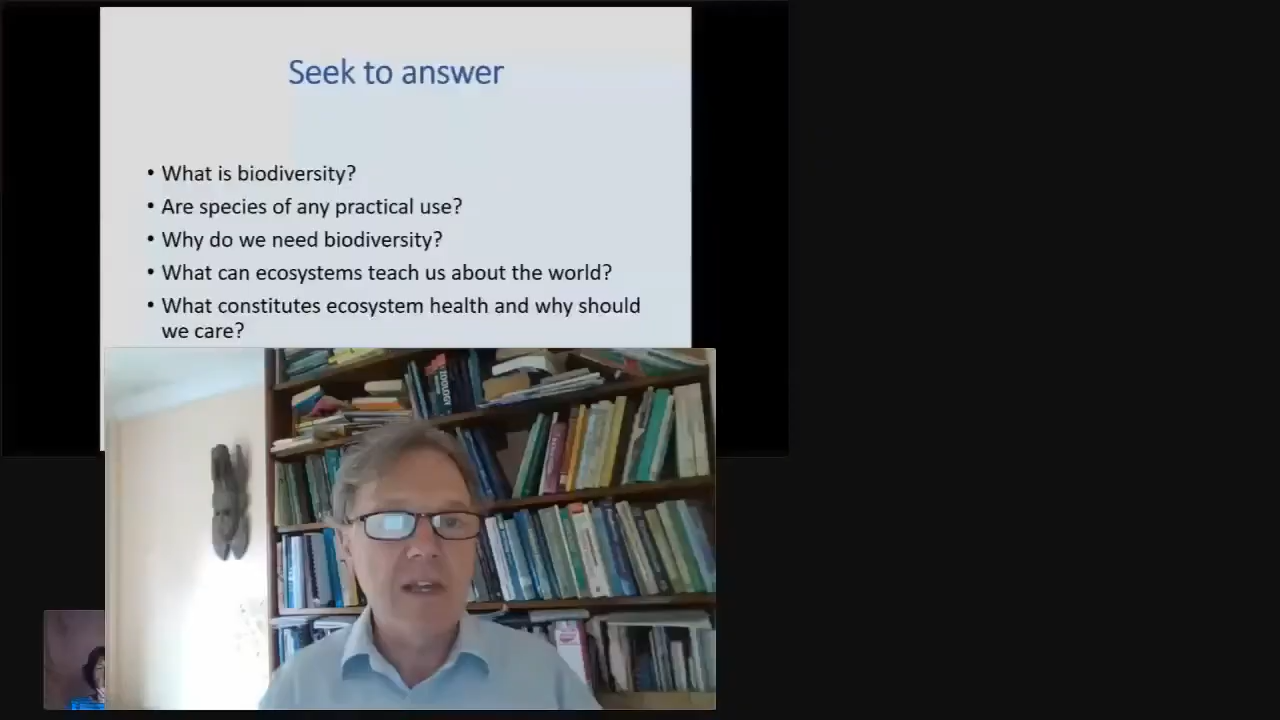 Seek to answer
• What is biodiversity?
• Are species of any practical use?
• Why do we need biodiversity?
• What can ecosystems teach us about the world?
• What constitutes ecosystem health and why should
we care?